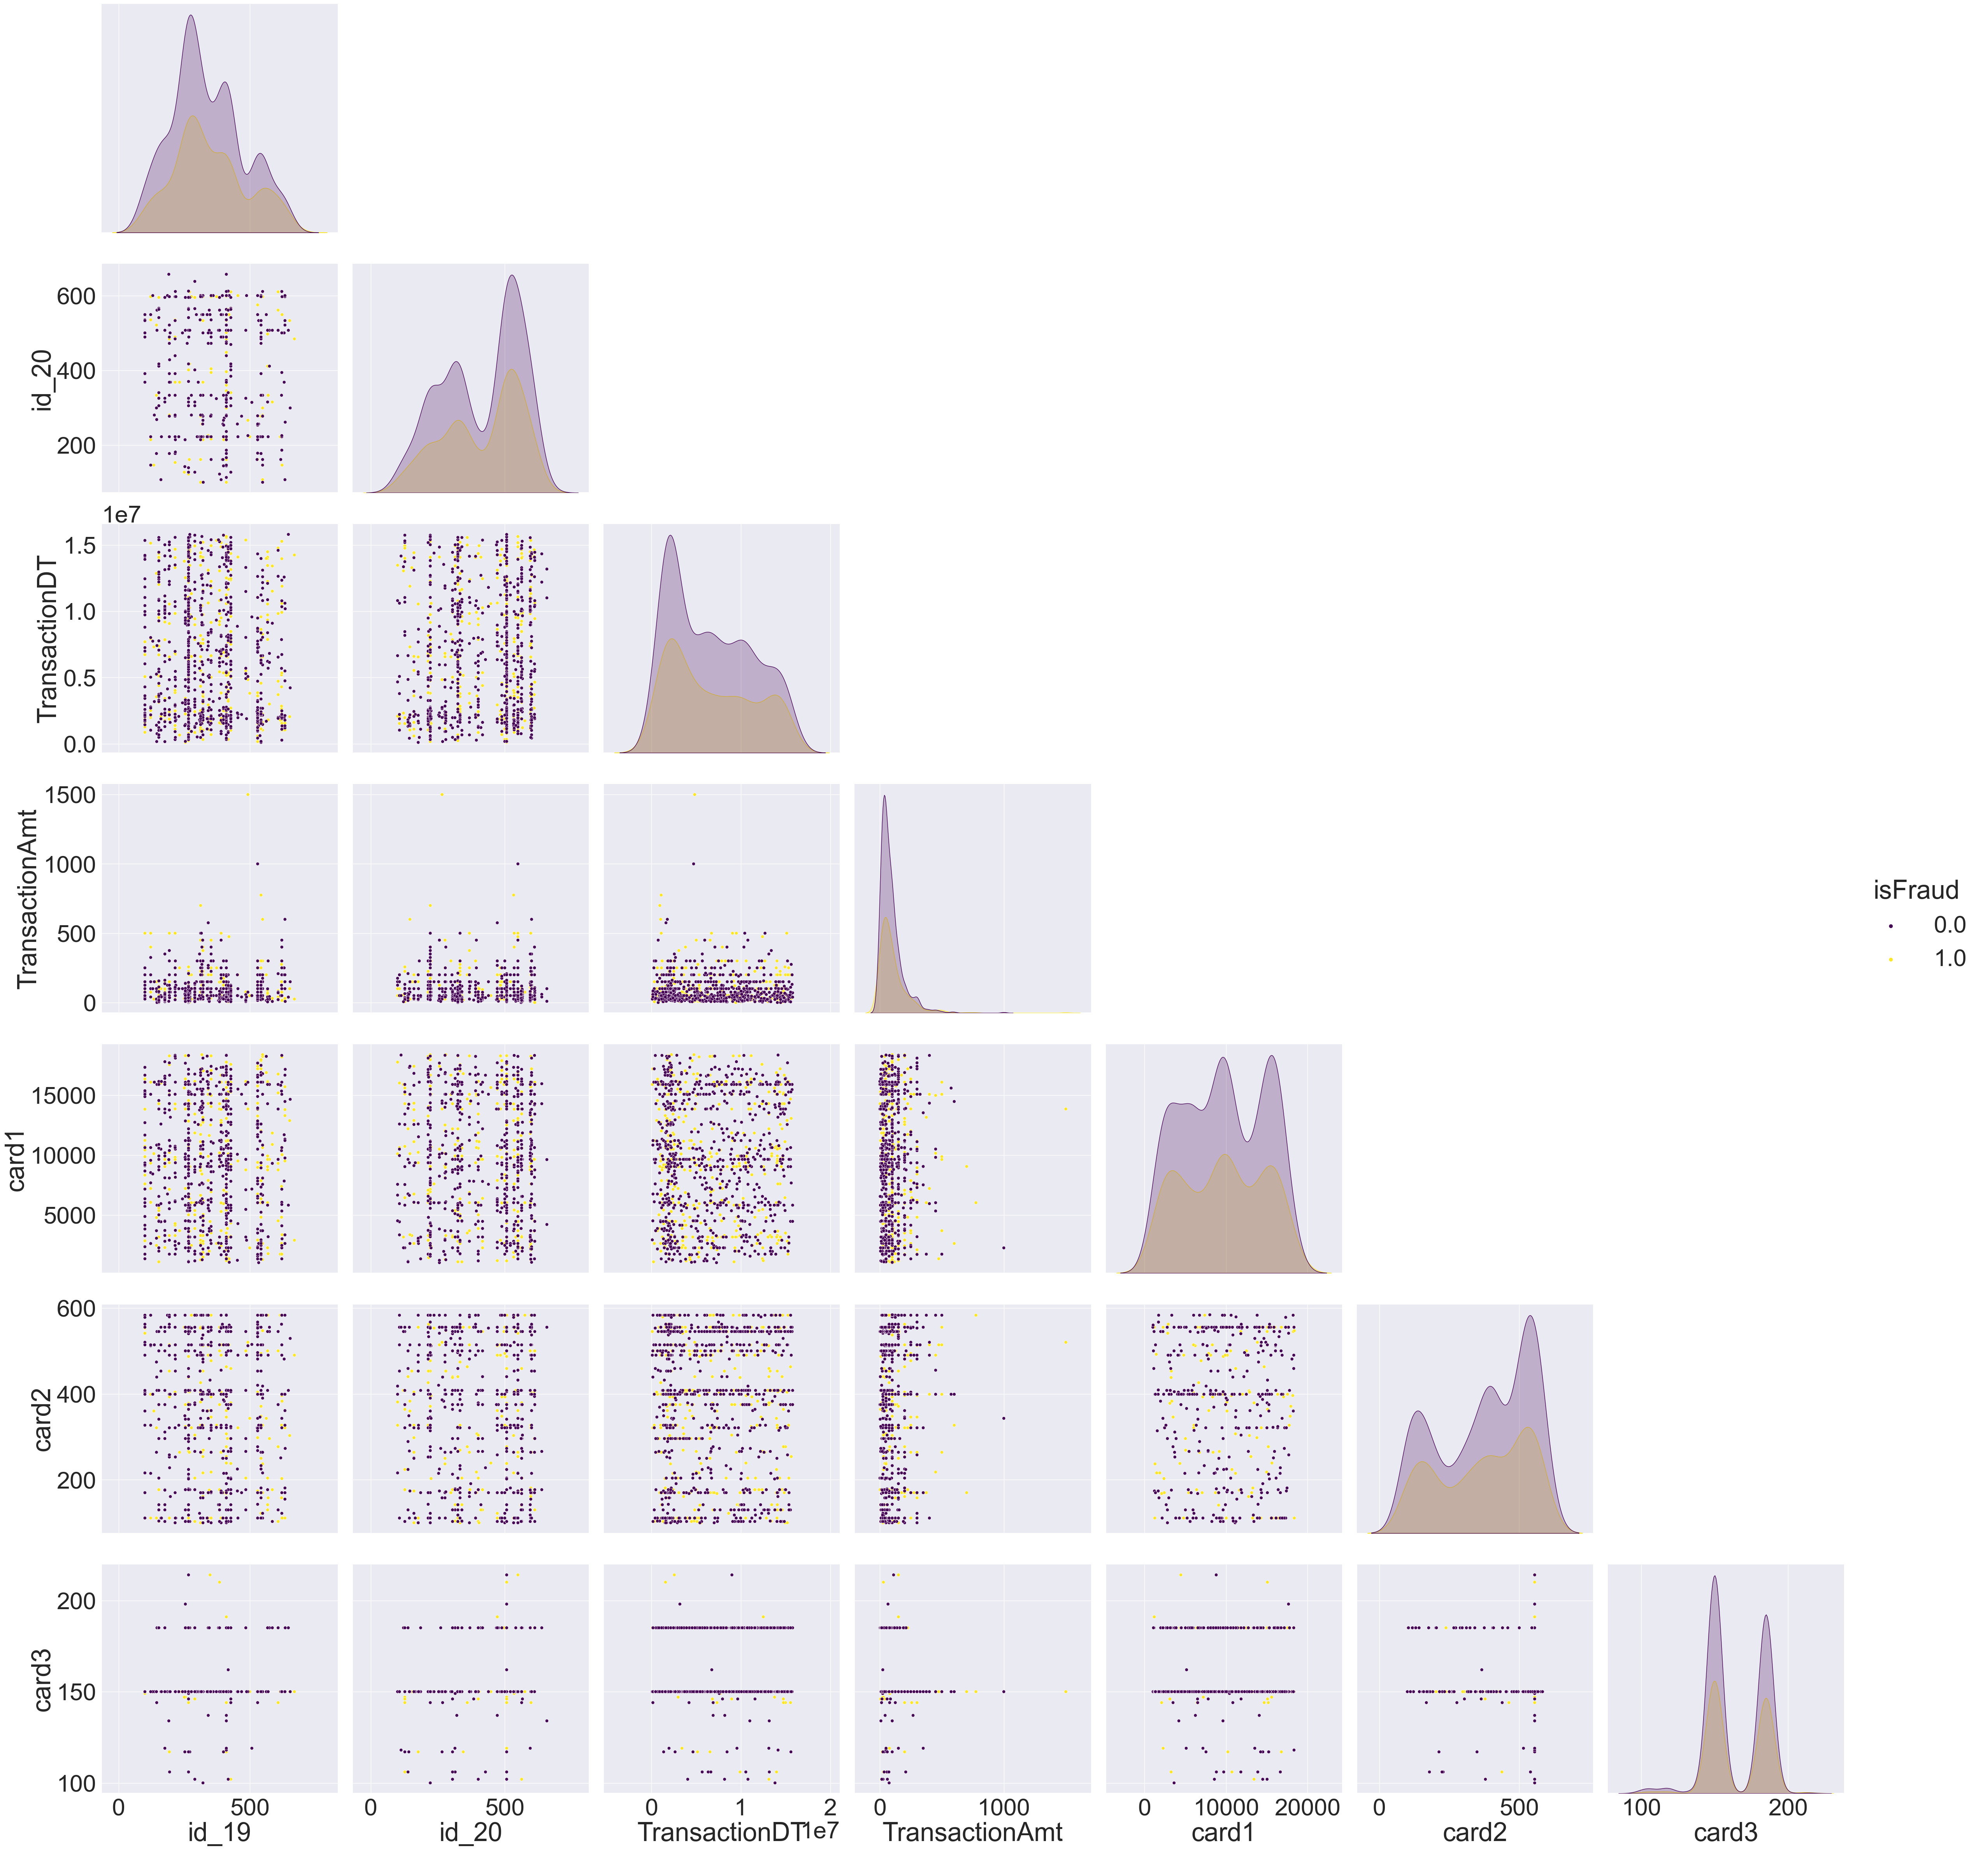 id_20
600
400
200
1e7
TransactionDT
1.5
1.0
0.5
0.0
TransactionAmt
1500
1000
500
0
isFraud
0.0
1.0
card1
15000
10000
5000
card2
600
400
200
card3
200
150
100
0 500 0 500 0 1 2 0 1000 0 10000 20000 0 500 100 200
1e7
id_19 id_20 TransactionDT TransactionAmt card1 card2 card3